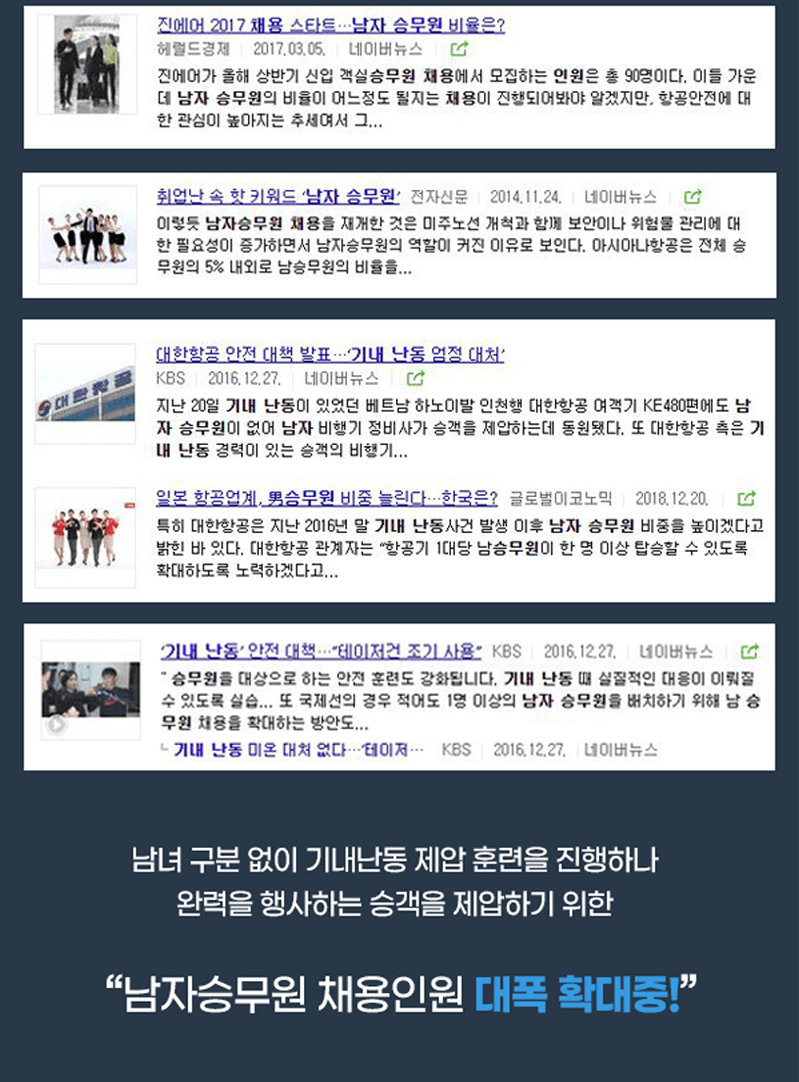 진에어 2017 채용 스타트…남자 승무원 비율은?
헤럴드경제 | 2017.03.05. | 네이버뉴스
진에어가 올해 상반기 신입 객실승무원 채용에서 모집하는 인원은 총 90명이다. 이들 가운
데 남자 승무원의 비율이 어느정도 될지는 채용이 진행되어봐야 알겠지만, 항공안전에 대
한 관심이 높아지는 추세여서 그...
취업난 속 핫 키워드 '남자 승무원' 전자신문 | 2014.11.24. | 네이버뉴스
이렇듯 남자승무원 채용을 재개한 것은 미주노선 개혁과 함께 보안이나 위험물 관리에 대
한 필요성이 증가하면서 남자승무원의 역할이 커진 이유로 보인다. 아시아나항공은 전체 승
무원의 5% 내외로 남승무원의 비율을...
대한항공
대한항공 안전 대책 발표…'기내 난동 엄정 대처'
KBS | 2016.12.27. | 네이버뉴스
지난 20일 기내 난동이 있었던 베트남 하노이발 인천행 대한항공 여객기 KE480편에도 남
자 승무원이 없어 남자 비행기 정비사가 승객을 제압하는데 동원됐다. 또 대한항공 측은 기
내 난동 경력이 있는 승객의 비행기...
일본 항공업계, 男승무원 비중 늘린다…한국은? 글로벌이코노믹 | 2018.12.20.
특히 대한항공은 지난 2016년 말 기내 난동사건 발생 이후 남자 승무원 비중을 높이겠다고
밝힌 바 있다. 대한항공 관계자는 "항공기 1대당 남승무원이 한 명 이상 탑승할 수 있도록
확대하도록 노력하겠다고...
'기내 난동' 안전 대책…"테이저건 조기 사용" KBS | 2016.12.27. | 네이버뉴스
" 승무원을 대상으로 하는 안전 훈련도 강화됩니다. 기내 난동 때 실질적인 대응이 이뤄질
수 있도록 실습... 또 국제선의 경우 적어도 1명 이상의 남자 승무원을 배치하기 위해 남 승
무원 채용을 확대하는 방안도...
기내 난동 미온 대처 없다…'테이저… KBS | 2016.12.27. | 네이버뉴스
남녀 구분 없이 기내난동 제압 훈련을 진행하나
완력을 행사하는 승객을 제압하기 위한
“남자승무원 채용인원 대폭 확대중!”